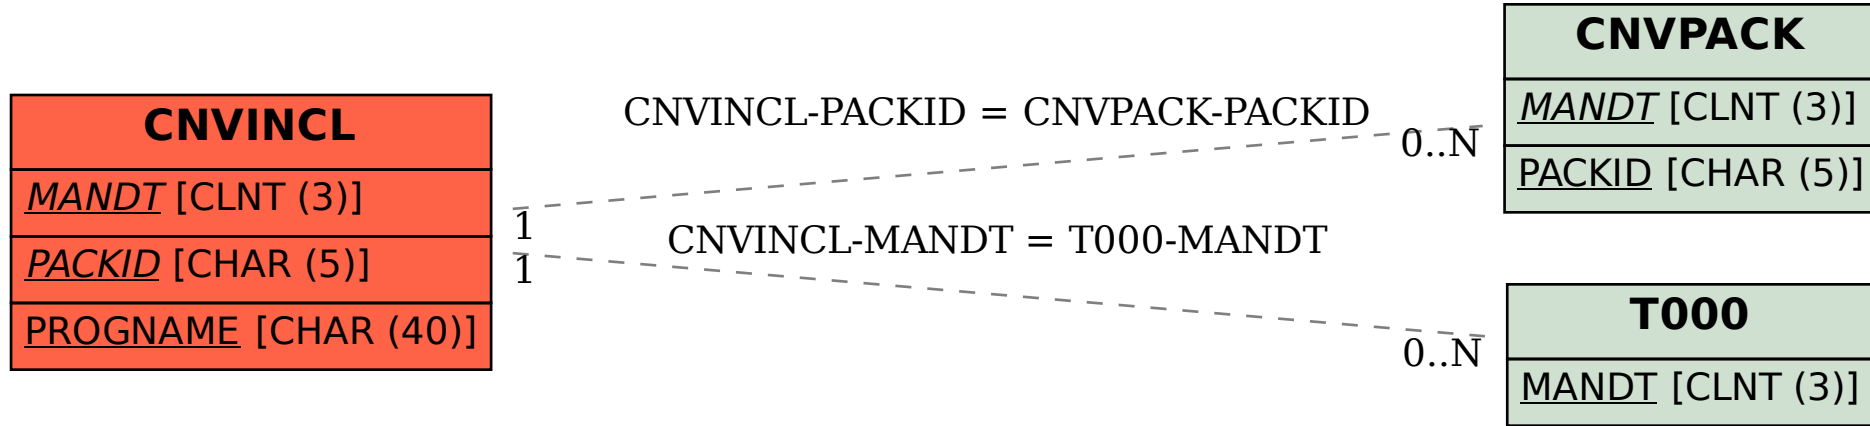 CNVINCL
MANDT [CLNT (3)]
PACKID [CHAR (5)]
PROGNAME [CHAR (40)]
CNVINCL-PACKID = CNVPACK-PACKID
1
0..N
CNVINCL-MANDT = T000-MANDT
1
0..N
CNVPACK
MANDT [CLNT (3)]
PACKID [CHAR (5)]
T000
MANDT [CLNT (3)]